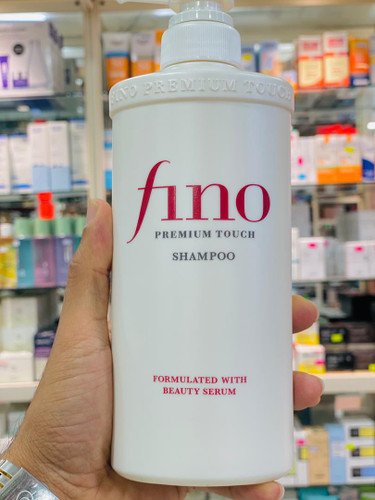 FINO PREMIUM TOUCH
fino
PREMIUM TOUCH
SHAMPOO
FORMULATED WITH
BEAUTY SERUM